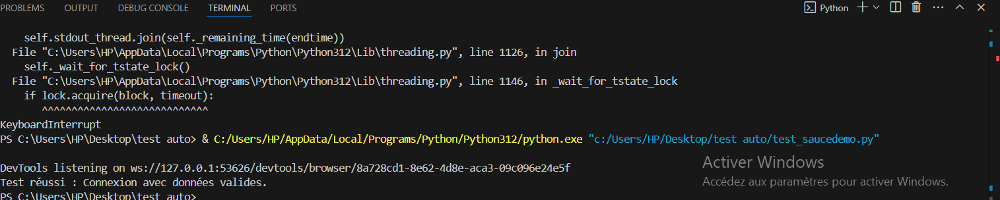 PROBLEMS OUTPUT DEBUG CONSOLE TERMINAL PORTS Python
self.stdout_thread.join(self._remaining_time(endtime))
File "C:\Users\HP\AppData\Local\Programs\Python\Python312\Lib\threading.py", line 1126, in join
self._wait_for_tstate_lock()
File "C:\Users\HP\AppData\Local\Programs\Python\Python312\Lib\threading.py", line 1146, in _wait_for_tstate_lock
if lock.acquire(block, timeout):
^^^^^^^^^^^^^^^^^^^^^^^^^^^^
KeyboardInterrupt
PS C:\Users\HP\Desktop\test auto> & C:/Users/HP/AppData/Local/Programs/Python/Python312/python.exe "c:/Users/HP/Desktop/test auto/test_saucedemo.py"
DevTools listening on ws://127.0.0.1:53626/devtools/browser/8a728cd1-8e62-4d8e-aca3-09c096e24e5f
Test réussi : Connexion avec données valides.
PS C:\Users\HP\Desktop\test auto>
Activer Windows
Accédez aux paramètres pour activer Windows.